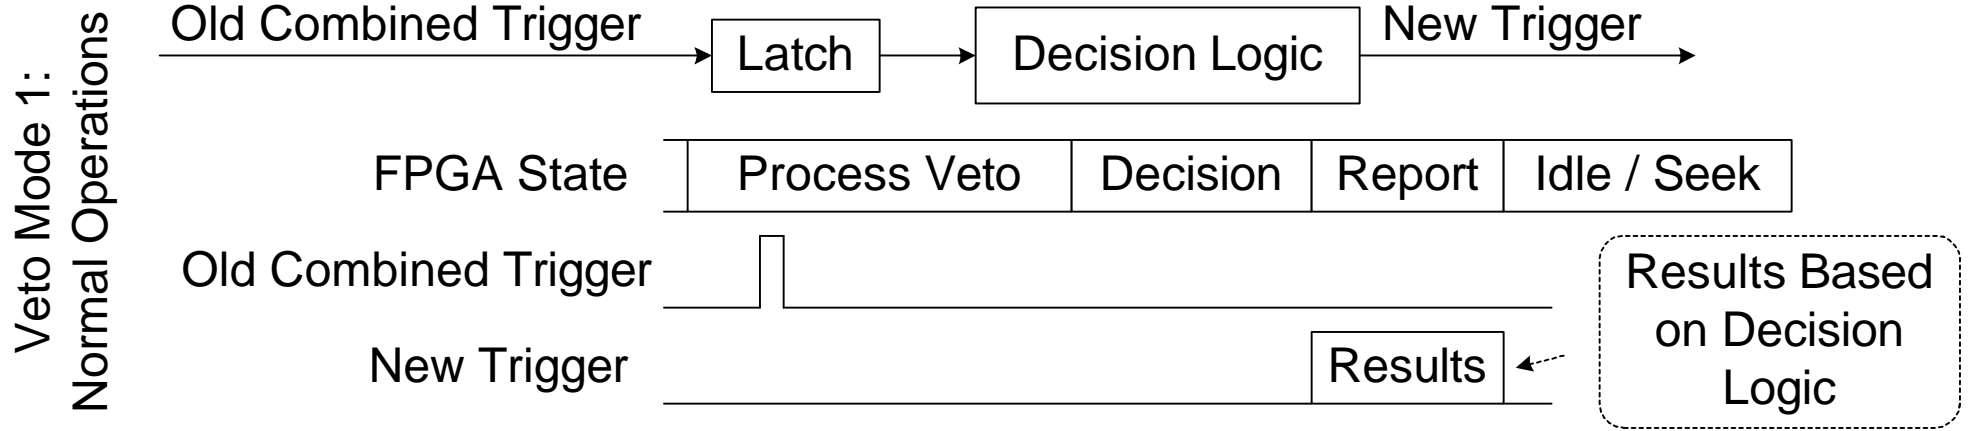 Veto Mode 1:
Normal Operations
Old Combined Trigger
Latch
Decision Logic
New Trigger
FPGA State
Process Veto
Decision
Report
Idle / Seek
Old Combined Trigger
New Trigger
Results
Results Based
on Decision
Logic